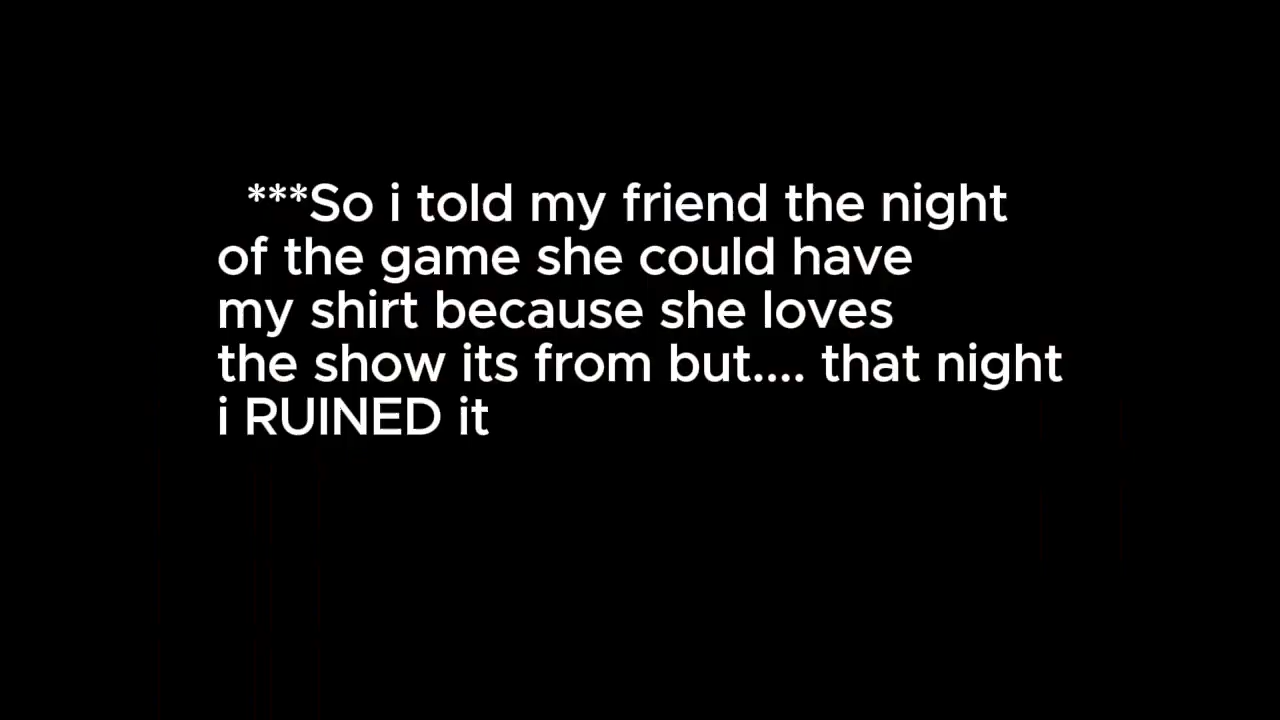 ***So i told my friend the night
of the game she could have
my shirt because she loves
the show its from but.... that night
i RUINED it